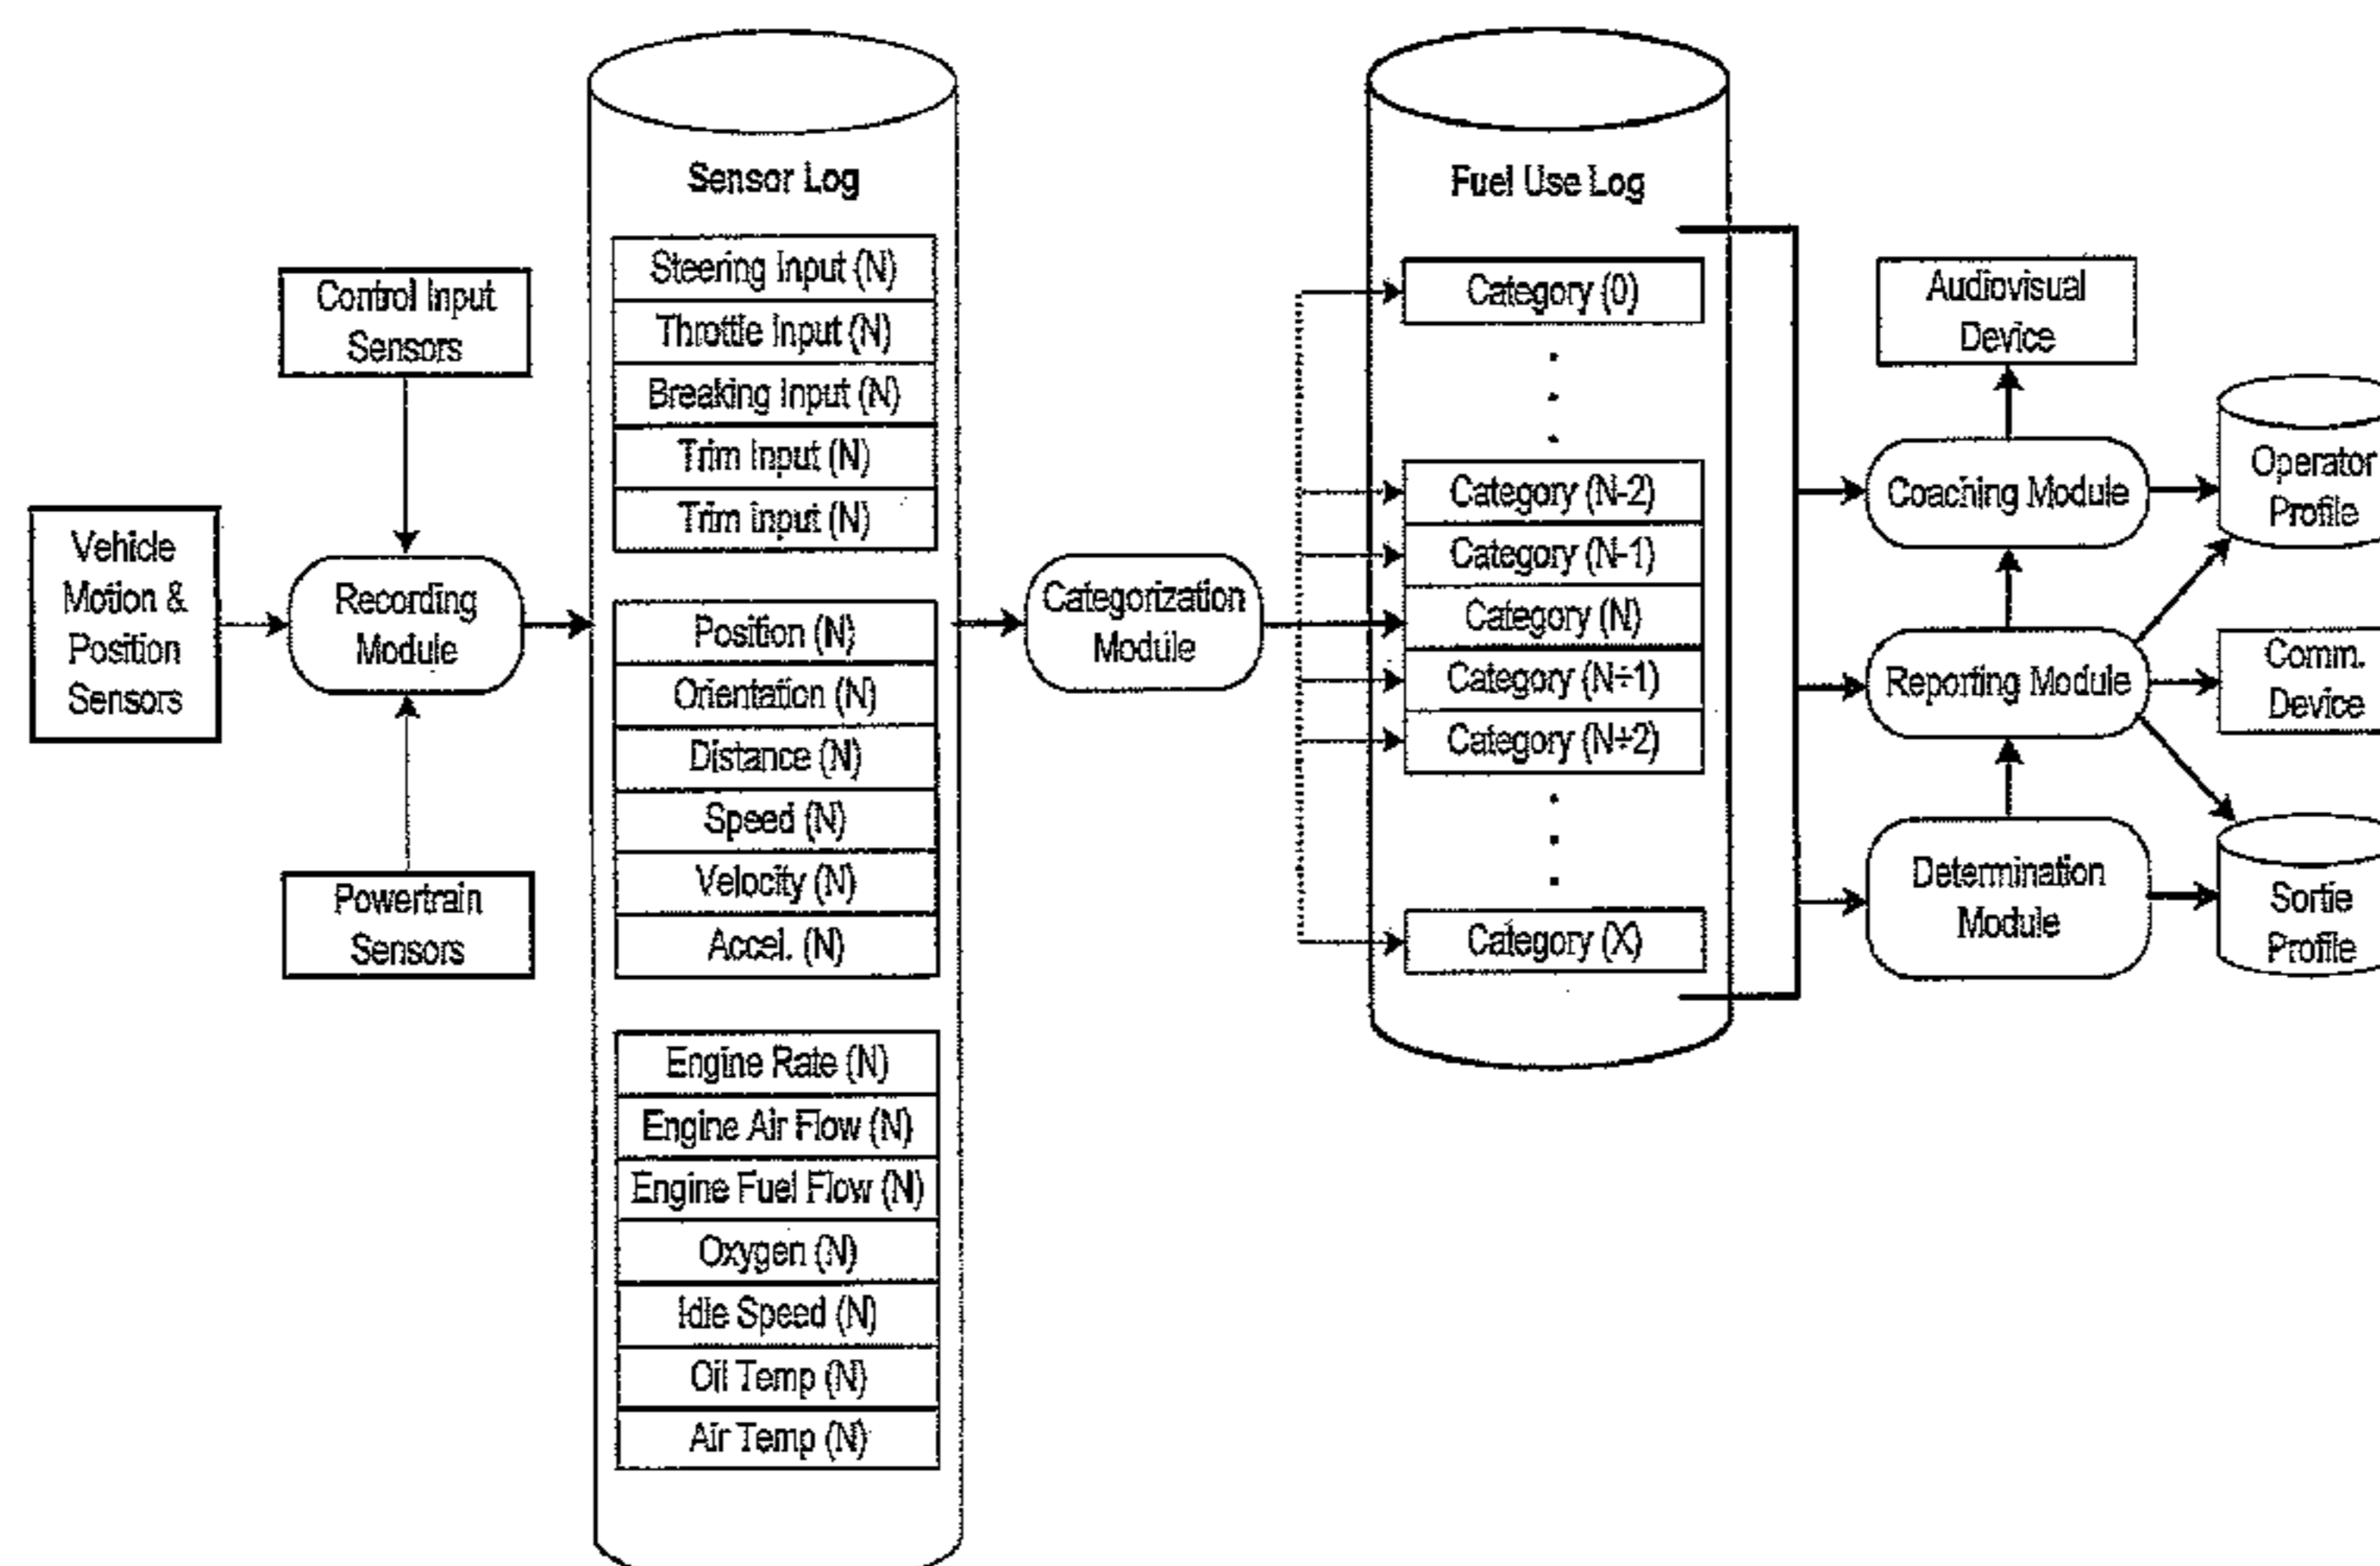 Vehicle
Motion &
Position
Sensors
Control Input
Sensors
Recording
Module
Powertrain
Sensors
Sensor Log
Steering Input (N)
Throttle Input (N)
Breaking Input (N)
Trim Input (N)
Trim input (N)
Position (N)
Orientation (N)
Distance (N)
Speed (N)
Velocity (N)
Accel. (N)
Engine Rate (N)
Engine Air Flow (N)
Engine Fuel Flow (N)
Oxygen (N)
Idle Speed (N)
Oil Temp (N)
Air Temp (N)
Categorization
Module
Fuel Use Log
Category (0)
Category (N-2)
Category (N-1)
Category (N)
Category (N+1)
Category (N+2)
Category (X)
Audiovisual
Device
Coaching Module
Reporting Module
Determination
Module
Operator
Profile
Comm.
Device
Sortie
Profile